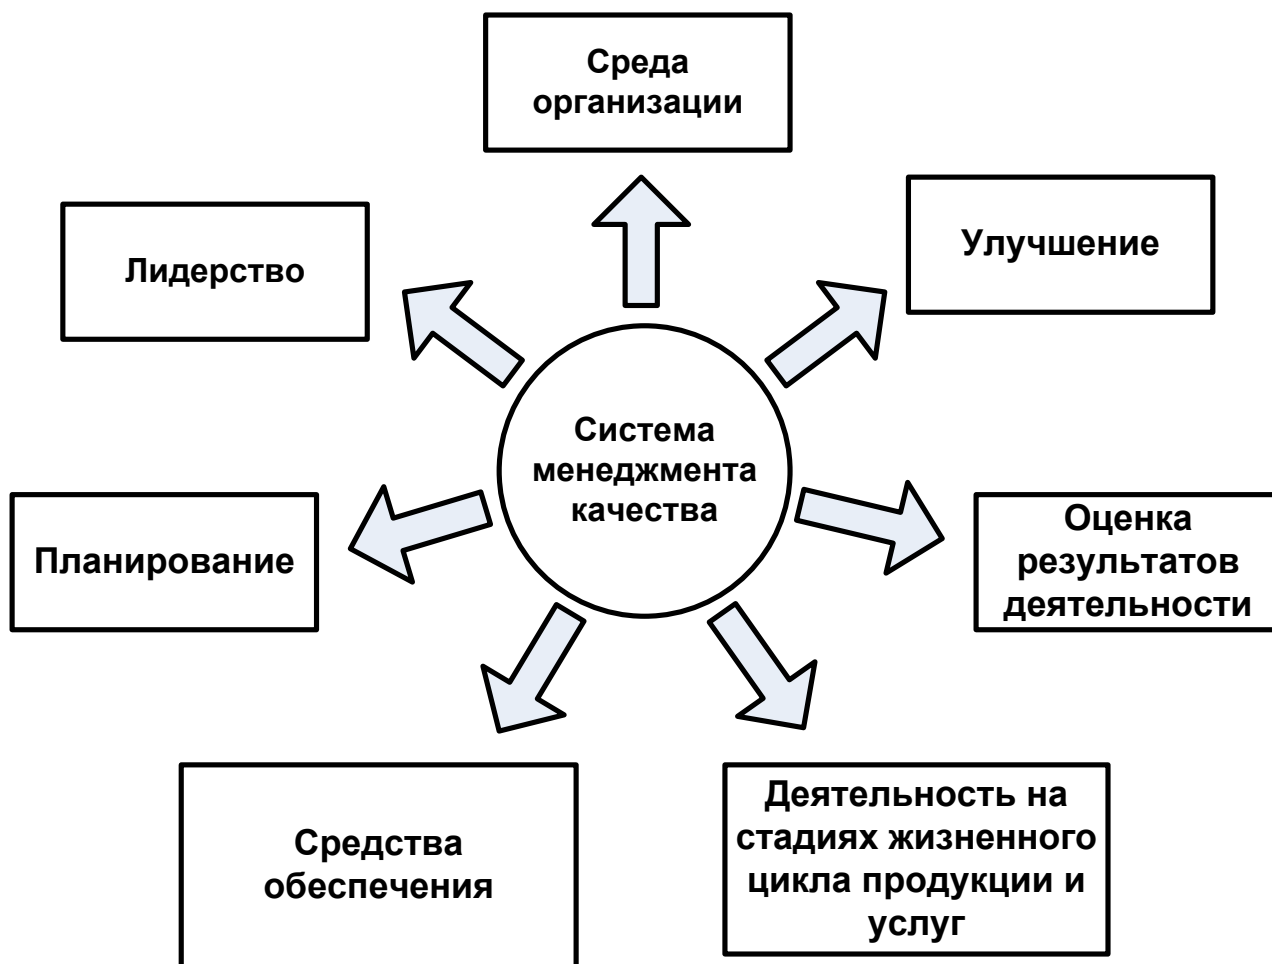 Среда
организации
Улучшение
Лидерство
Система
менеджмента
качества
Оценка
результатов
деятельности
Планирование
Деятельность на
стадиях жизненного
цикла продукции и
услуг
Средства
обеспечения